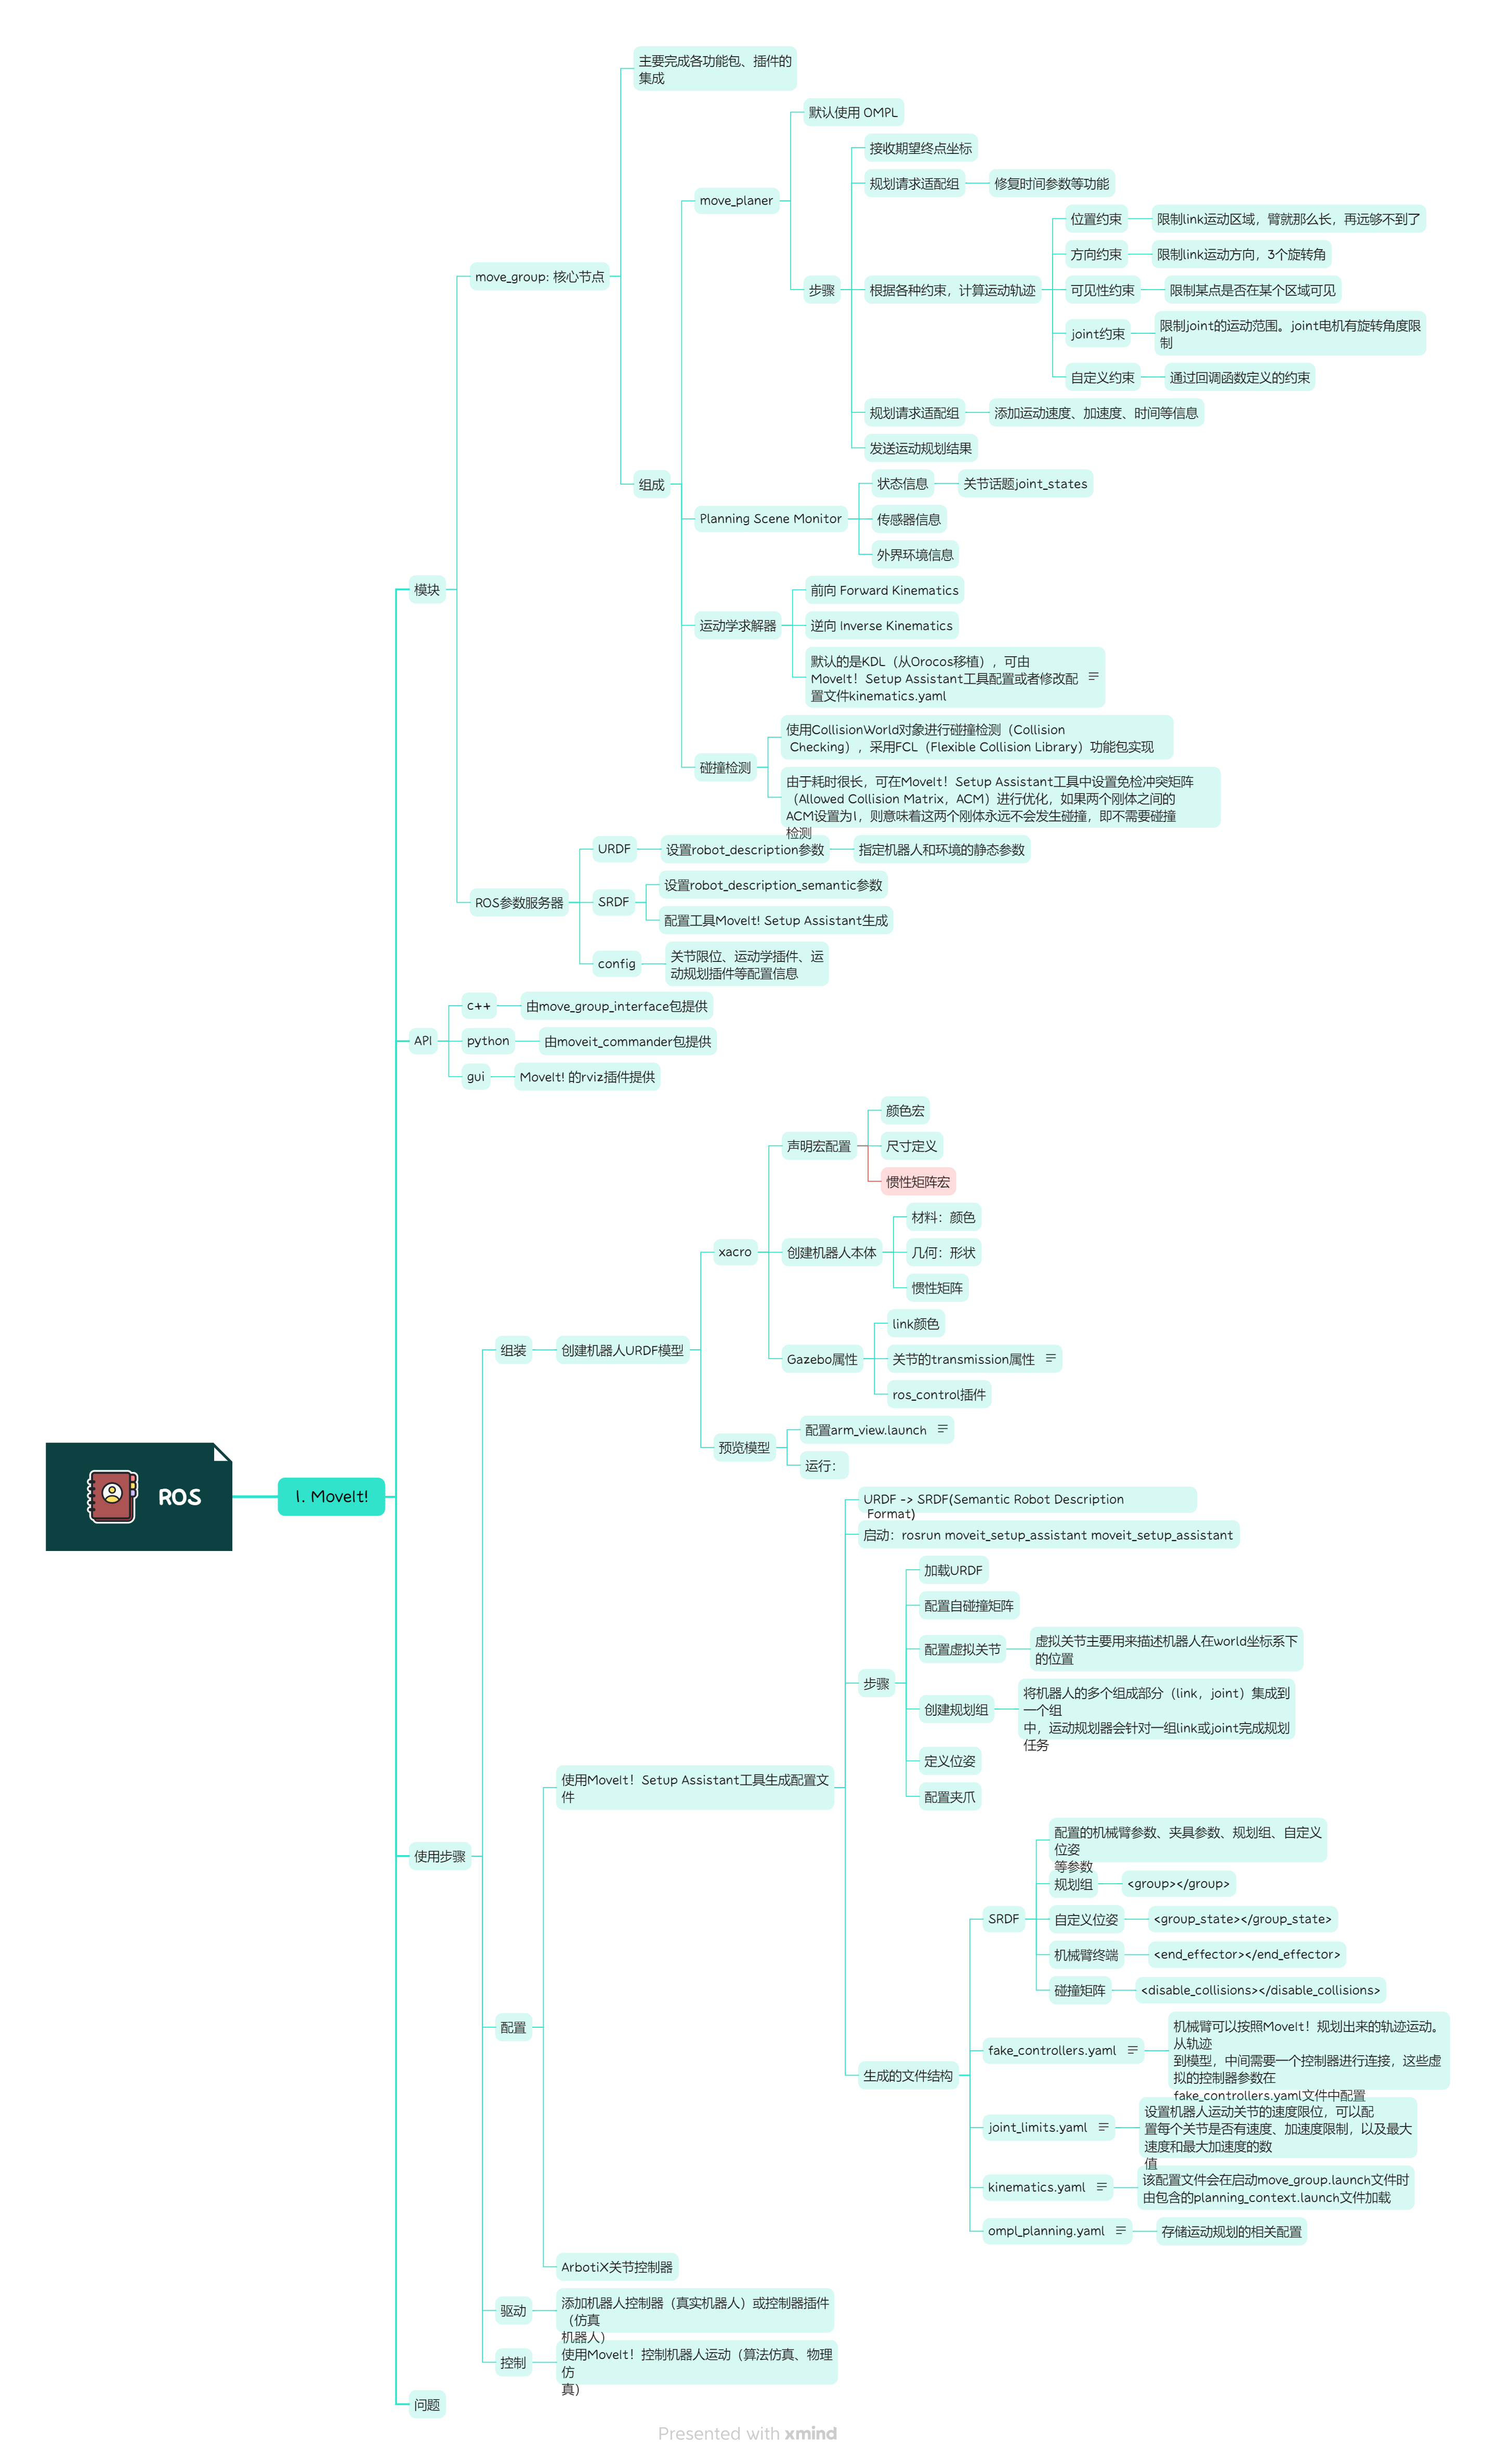 ROS
1. MoveIt!
模块
move_group: 核心节点
主要完成各功能包、插件的
集成
组成
move_planer
默认使用 OMPL
步骤
接收期望终点坐标
规划请求适配组
修复时间参数等功能
根据各种约束，计算运动轨迹
位置约束
限制link运动区域，臂就那么长，再远够不到了
方向约束
限制link运动方向，3个旋转角
可见性约束
限制某点是否在某个区域可见
joint约束
限制joint的运动范围。joint电机有旋转角度限
制
自定义约束
通过回调函数定义的约束
规划请求适配组
添加运动速度、加速度、时间等信息
发送运动规划结果
Planning Scene Monitor
状态信息
关节话题joint_states
传感器信息
外界环境信息
运动学求解器
前向 Forward Kinematics
逆向 Inverse Kinematics
默认的是KDL（从Orocos移植），可由
MoveIt！Setup Assistant工具配置或者修改配
置文件kinematics.yaml
碰撞检测
使用CollisionWorld对象进行碰撞检测（Collision
Checking），采用FCL（Flexible Collision Library）功能包实现
由于耗时很长，可在MoveIt！Setup Assistant工具中设置免检冲突矩阵
（Allowed Collision Matrix，ACM）进行优化，如果两个刚体之间的
ACM设置为1，则意味着这两个刚体永远不会发生碰撞，即不需要碰撞
检测
ROS参数服务器
URDF
设置robot_description参数
指定机器人和环境的静态参数
SRDF
设置robot_description_semantic参数
配置工具MoveIt! Setup Assistant生成
config
关节限位、运动学插件、运
动规划插件等配置信息
API
c++
由move_group_interface包提供
python
由moveit_commander包提供
gui
MoveIt! 的rviz插件提供
使用步骤
组装
创建机器人URDF模型
xacro
声明宏配置
颜色宏
尺寸定义
惯性矩阵宏
创建机器人本体
材料：颜色
几何：形状
惯性矩阵
Gazebo属性
link颜色
关节的transmission属性
ros_control插件
预览模型
配置arm_view.launch
运行：
配置
使用MoveIt！Setup Assistant工具生成配置文
件
URDF -> SRDF(Semantic Robot Description
Format)
启动：rosrun moveit_setup_assistant moveit_setup_assistant
步骤
加载URDF
配置自碰撞矩阵
配置虚拟关节
虚拟关节主要用来描述机器人在world坐标系下
的位置
创建规划组
将机器人的多个组成部分（link，joint）集成到
一个组
中，运动规划器会针对一组link或joint完成规划
任务
定义位姿
配置夹爪
生成的文件结构
SRDF
配置的机械臂参数、夹具参数、规划组、自定义
位姿
等参数
规划组
<group></group>
自定义位姿
<group_state></group_state>
机械臂终端
<end_effector></end_effector>
碰撞矩阵
<disable_collisions></disable_collisions>
fake_controllers.yaml
机械臂可以按照MoveIt！规划出来的轨迹运动。
从轨迹
到模型，中间需要一个控制器进行连接，这些虚
拟的控制器参数在
fake_controllers.yaml文件中配置
joint_limits.yaml
设置机器人运动关节的速度限位，可以配
置每个关节是否有速度、加速度限制，以及最大
速度和最大加速度的数
值
kinematics.yaml
该配置文件会在启动move_group.launch文件时
由包含的planning_context.launch文件加载
ompl_planning.yaml
存储运动规划的相关配置
ArbotiX关节控制器
驱动
添加机器人控制器（真实机器人）或控制器插件
（仿真
机器人）
控制
使用MoveIt！控制机器人运动（算法仿真、物理
仿
真）
问题
Presented with xmind